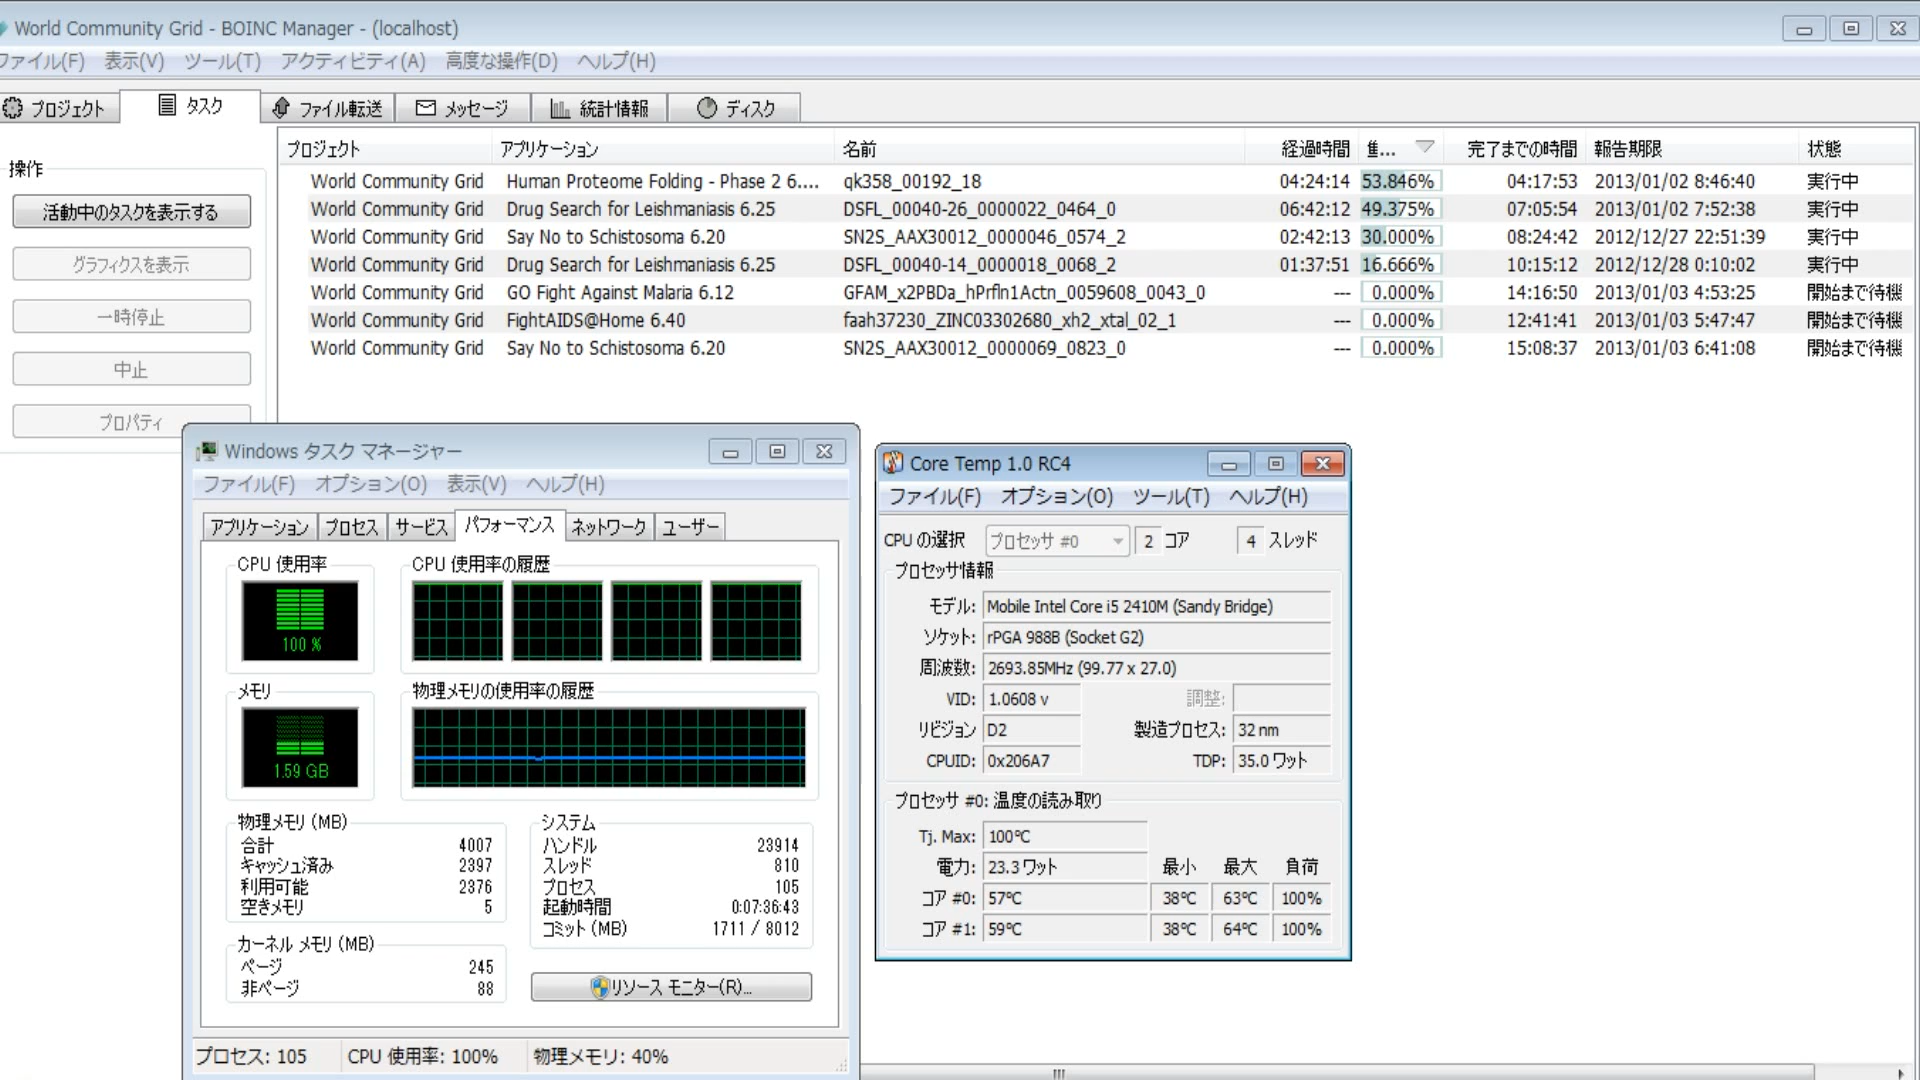 World Community Grid - BOINC Manager - (localhost)
ファイル(F) 表示(V) ツール(T) アクティビティ(A) 高度な操作(D) ヘルプ(H)
プロジェクト タスク ファイル転送 メッセージ 統計情報 ディスク
操作
活動中のタスクを表示する
グラフィクスを表示
一時停止
中止
プロパティ
プロジェクト アプリケーション 名前 経過時間 進... 完了までの時間 報告期限 状態
World Community Grid Human Proteome Folding - Phase 2 6.... qk358_00192_18 04:24:14 53.846% 04:17:53 2013/01/02 8:46:40 実行中
World Community Grid Drug Search for Leishmaniasis 6.25 DSFL_00040-26_0000022_0464_0 06:42:12 49.375% 07:05:54 2013/01/02 7:52:38 実行中
World Community Grid Say No to Schistosoma 6.20 SN2S_AAX30012_0000046_0574_2 02:42:13 30.000% 08:24:42 2012/12/27 22:51:39 実行中
World Community Grid Drug Search for Leishmaniasis 6.25 DSFL_00040-14_0000018_0068_2 01:37:51 16.666% 10:15:12 2012/12/28 0:10:02 実行中
World Community Grid GO Fight Against Malaria 6.12 GFAM_x2PBDa_hPrfln1Actn_0059608_0043_0 --- 0.000% 14:16:50 2013/01/03 4:53:25 開始まで待機
World Community Grid FightAIDS@Home 6.40 faah37230_ZINC03302680_xh2_xtal_02_1 --- 0.000% 12:41:41 2013/01/03 5:47:47 開始まで待機
World Community Grid Say No to Schistosoma 6.20 SN2S_AAX30012_0000069_0823_0 --- 0.000% 15:08:37 2013/01/03 6:41:08 開始まで待機
Windows タスク マネージャー
ファイル(F) オプション(O) 表示(V) ヘルプ(H)
アプリケーション プロセス サービス パフォーマンス ネットワーク ユーザー
CPU 使用率 CPU 使用率の履歴
100 %
メモリ 物理メモリの使用率の履歴
1.59 GB
物理メモリ (MB)
合計 4007
キャッシュ済み 2397
利用可能 2376
空きメモリ 5
カーネル メモリ (MB)
ページ 245
非ページ 88
システム
ハンドル 23914
スレッド 810
プロセス 105
起動時間 0:07:36:43
コミット (MB) 1711 / 8012
リソース モニター(R)...
プロセス: 105 CPU 使用率: 100% 物理メモリ: 40%
Core Temp 1.0 RC4
ファイル(F) オプション(O) ツール(T) ヘルプ(H)
CPU の選択 プロセッサ #0 2 コア 4 スレッド
プロセッサ情報
モデル: Mobile Intel Core i5 2410M (Sandy Bridge)
ソケット: rPGA 988B (Socket G2)
周波数: 2693.85MHz (99.77 x 27.0)
VID: 1.0608 v 調整:
リビジョン D2 製造プロセス: 32 nm
CPUID: 0x206A7 TDP: 35.0 ワット
プロセッサ #0: 温度の読み取り
Tj. Max: 100℃
電力: 23.3 ワット 最小 最大 負荷
コア #0: 57℃ 38℃ 63℃ 100%
コア #1: 59℃ 38℃ 64℃ 100%